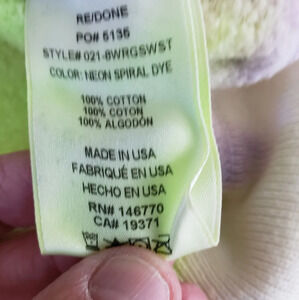 RE/DONE
PO# 5135
STYLE# 021-8WRGSWST
COLOR: NEON SPIRAL DYE
100% COTTON
100% COTON
100% ALGODÓN
MADE IN USA
FABRIQUÉ EN USA
HECHO EN USA
RN# 146770
CA# 19371